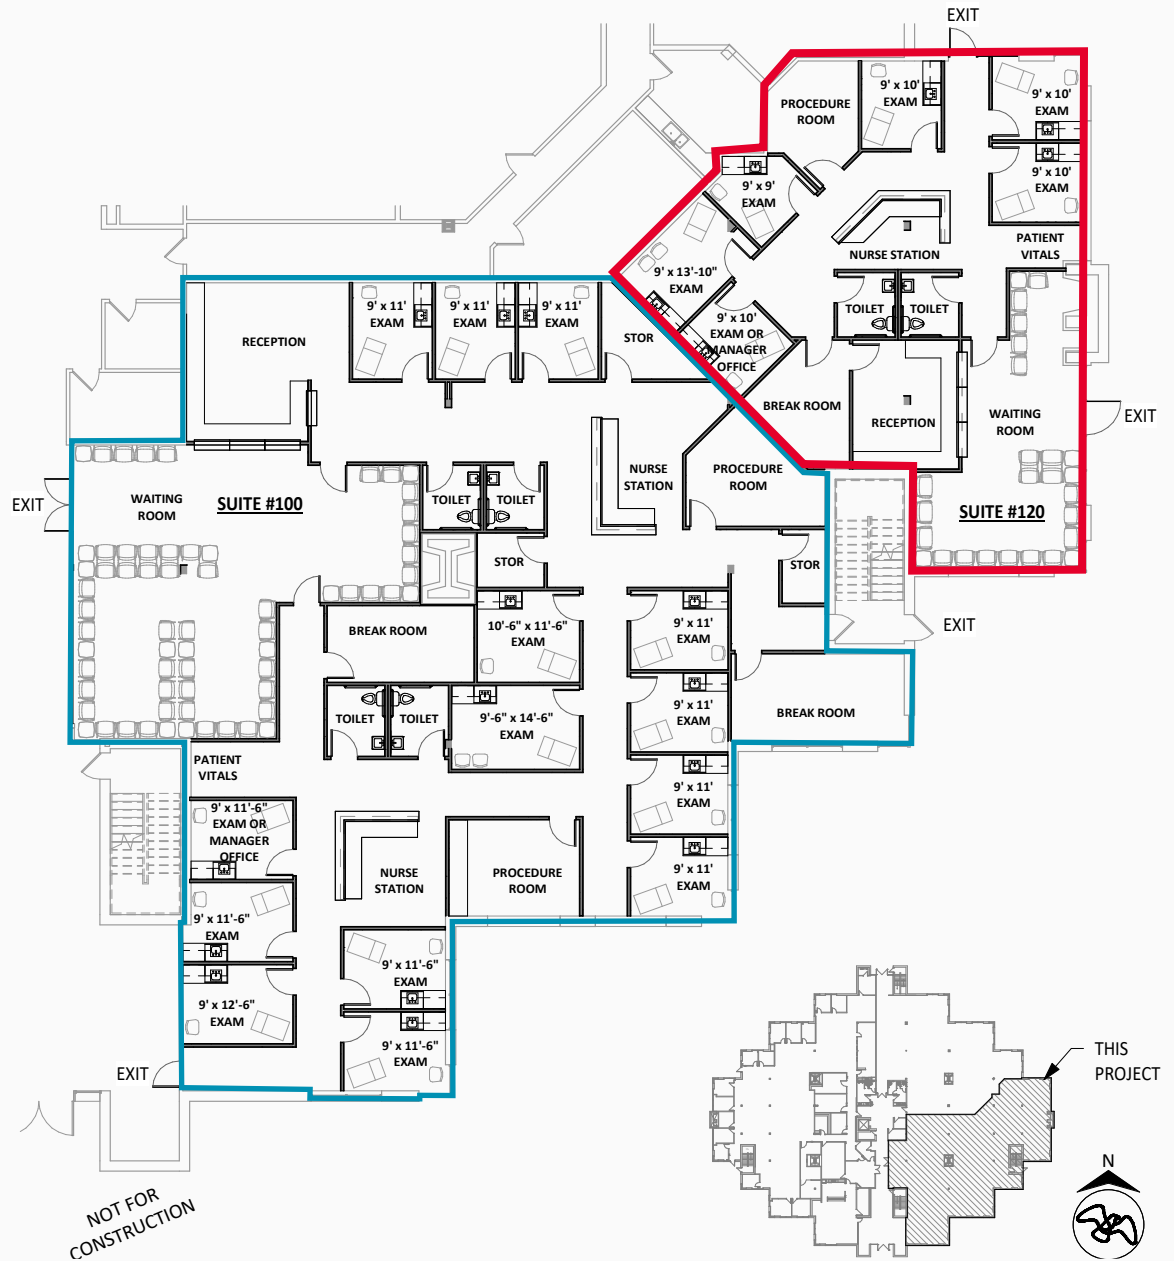 EXIT
PROCEDURE
ROOM
9' x 10'
EXAM
9' x 10'
EXAM
9' x 10'
EXAM
9' x 9'
EXAM
NURSE STATION
PATIENT
VITALS
9' x 13'-10"
EXAM
9' x 10'
EXAM OR
MANAGER
OFFICE
TOILET
TOILET
BREAK ROOM
RECEPTION
WAITING
ROOM
EXIT
SUITE #120
RECEPTION
9' x 11'
EXAM
9' x 11'
EXAM
9' x 11'
EXAM
STOR
NURSE
STATION
PROCEDURE
ROOM
EXIT
WAITING
ROOM
SUITE #100
TOILET
TOILET
STOR
STOR
EXIT
BREAK ROOM
10'-6" x 11'-6"
EXAM
9' x 11'
EXAM
TOILET
TOILET
9'-6" x 14'-6"
EXAM
9' x 11'
EXAM
BREAK ROOM
PATIENT
VITALS
9' x 11'
EXAM
9' x 11'-6"
EXAM OR
MANAGER
OFFICE
NURSE
STATION
PROCEDURE
ROOM
9' x 11'
EXAM
9' x 11'-6"
EXAM
9' x 12'-6"
EXAM
9' x 11'-6"
EXAM
9' x 11'-6"
EXAM
EXIT
NOT FOR
CONSTRUCTION
THIS
PROJECT
N